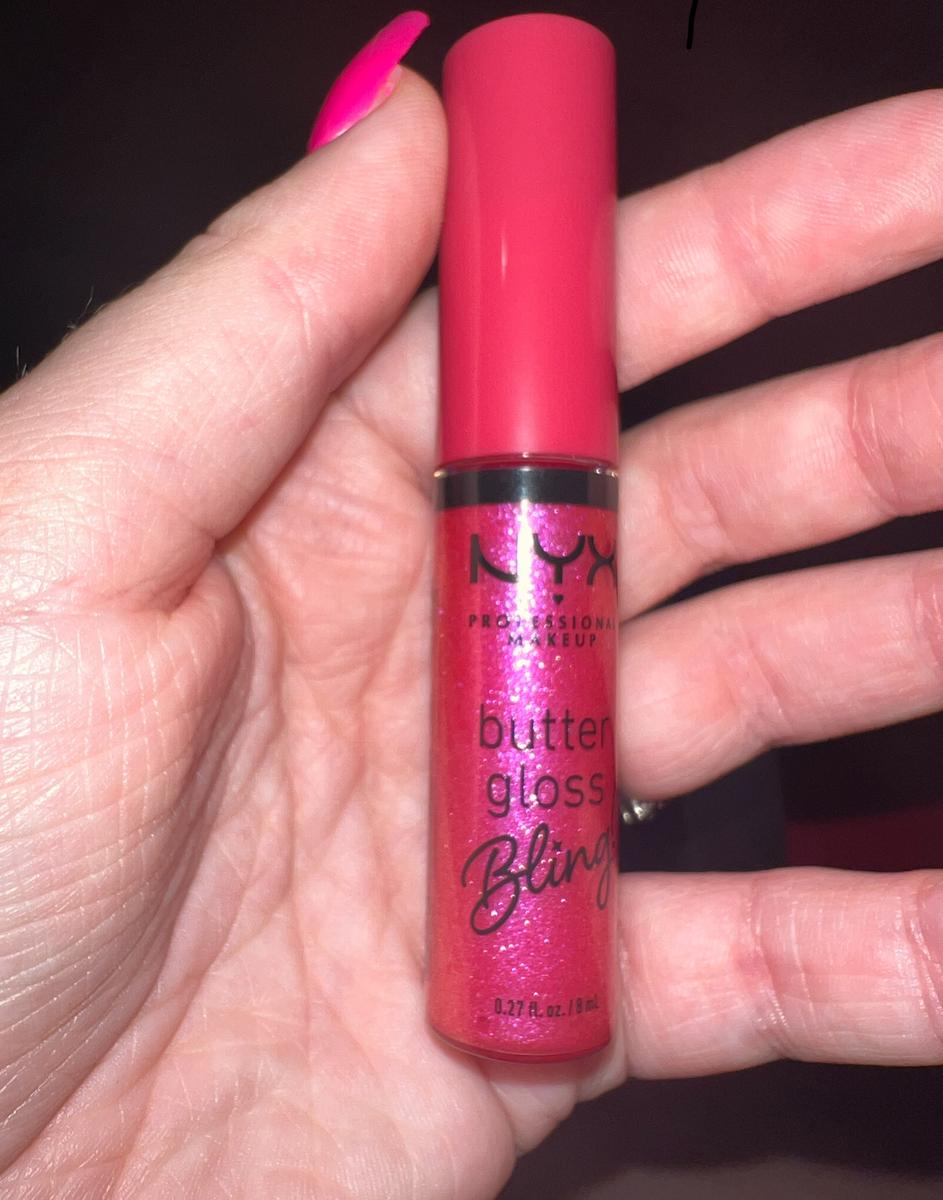 NYX
PROFESSIONAL
MAKEUP
butter
gloss
Bling!
0.27 fl. oz. / 8 mL